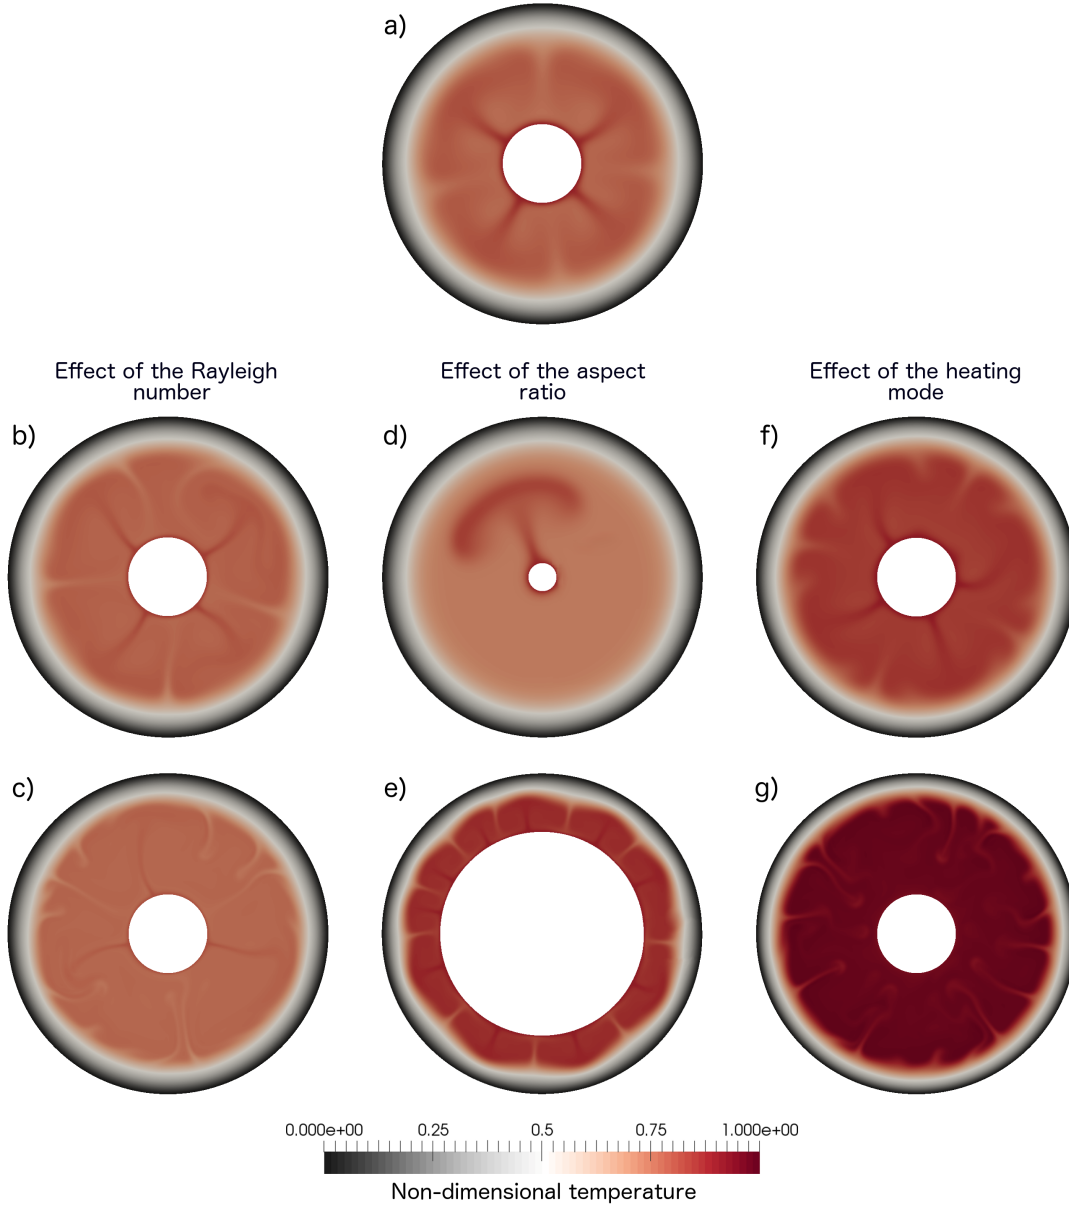 a)
Effect of the Rayleigh
number
Effect of the aspect
ratio
Effect of the heating
mode
b)
d)
f)
c)
e)
g)
0.000e+00 0.25 0.5 0.75 1.000e+00
Non-dimensional temperature